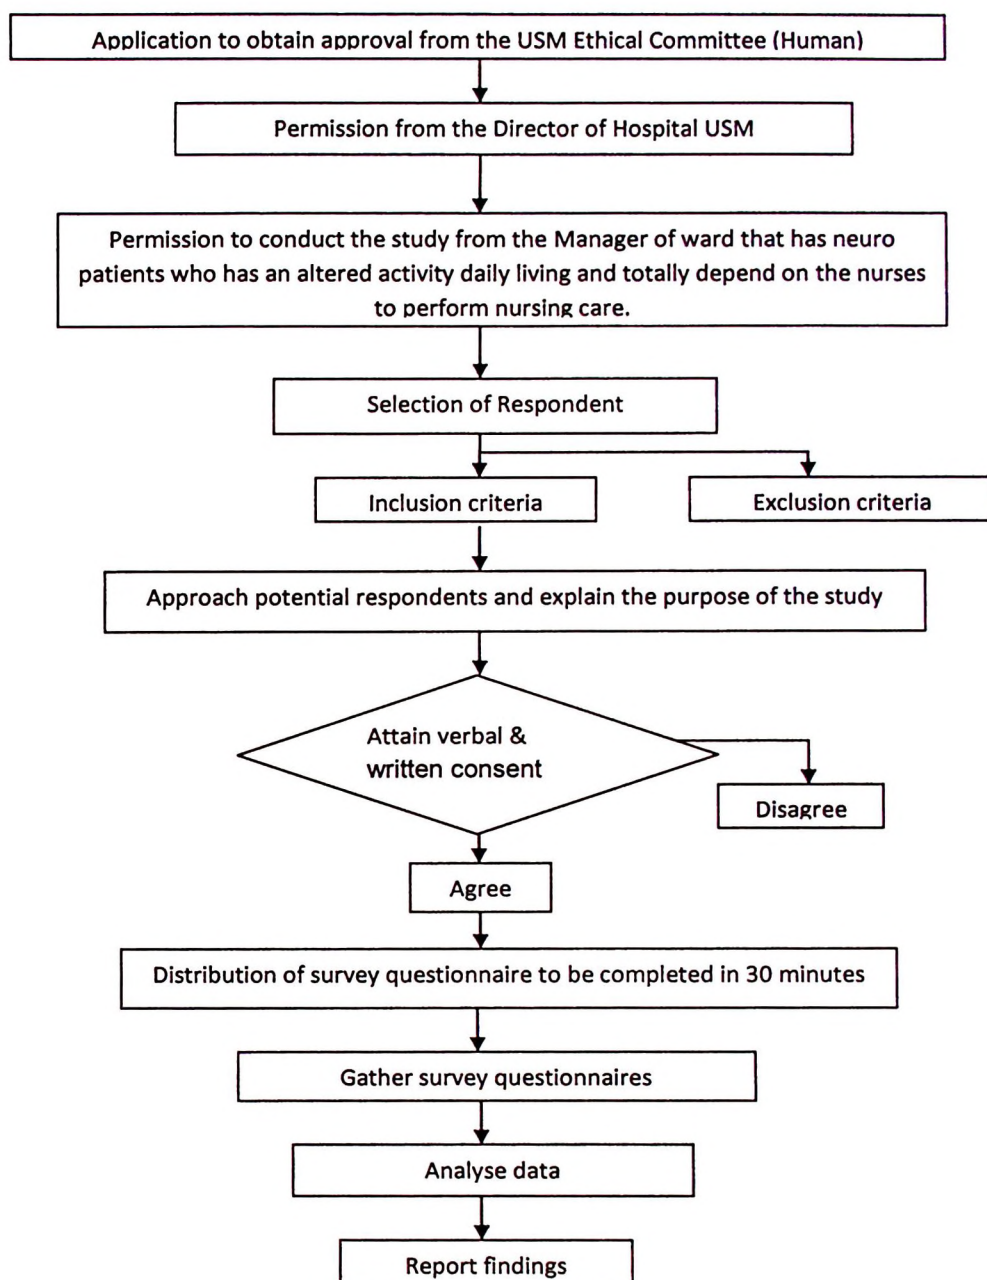 Application to obtain approval from the USM Ethical Committee (Human)
Permission from the Director of Hospital USM
Permission to conduct the study from the Manager of ward that has neuro
patients who has an altered activity daily living and totally depend on the nurses
to perform nursing care.
Selection of Respondent
Inclusion criteria
Exclusion criteria
Approach potential respondents and explain the purpose of the study
Attain verbal &
written consent
Disagree
Agree
Distribution of survey questionnaire to be completed in 30 minutes
Gather survey questionnaires
Analyse data
Report findings